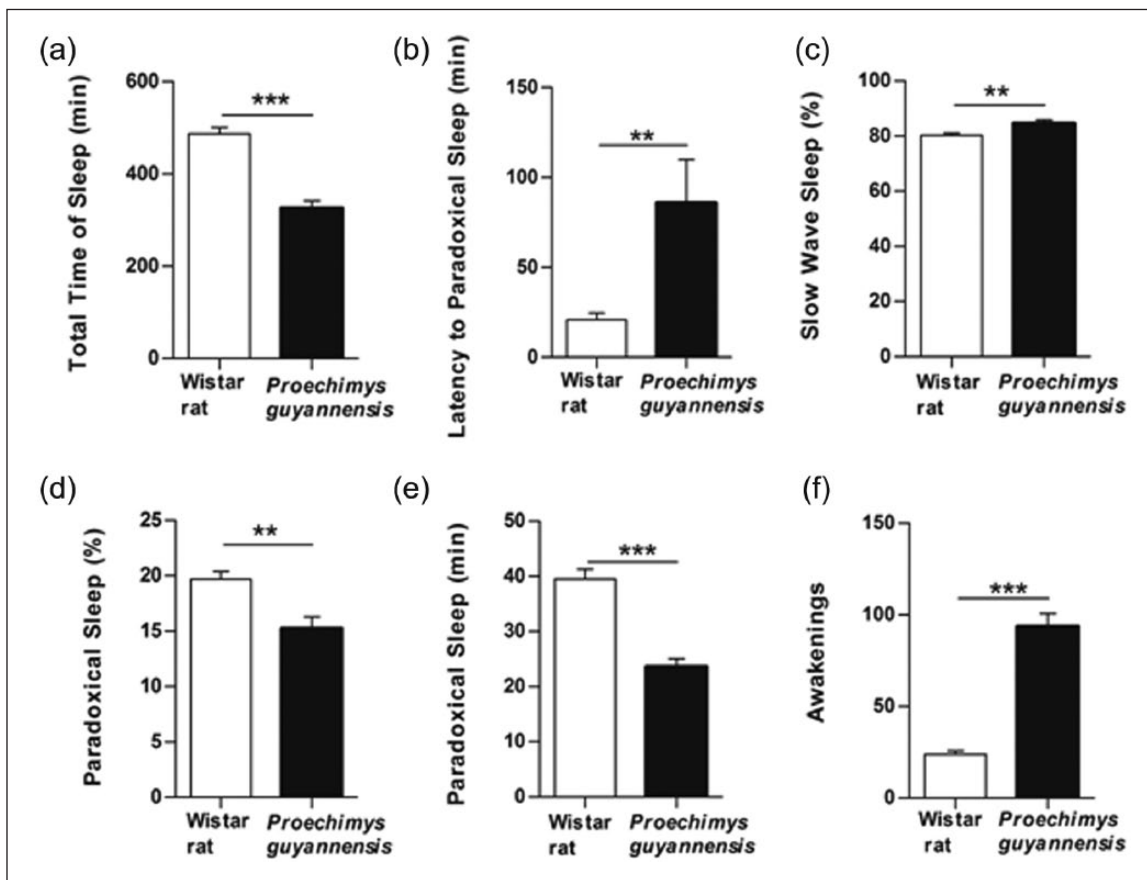 (a)
Total Time of Sleep (min)
600
400
200
0
***
Wistar
rat
Proechimys
guyannensis
(b)
Latency to Paradoxical Sleep (min)
150
100
50
0
**
Wistar
rat
Proechimys
guyannensis
(c)
Slow Wave Sleep (%)
100
80
60
40
20
0
**
Wistar
rat
Proechimys
guyannensis
(d)
Paradoxical Sleep (%)
25
20
15
10
5
0
**
Wistar
rat
Proechimys
guyannensis
(e)
Paradoxical Sleep (min)
50
40
30
20
10
0
***
Wistar
rat
Proechimys
guyannensis
(f)
Awakenings
150
100
50
0
***
Wistar
rat
Proechimys
guyannensis